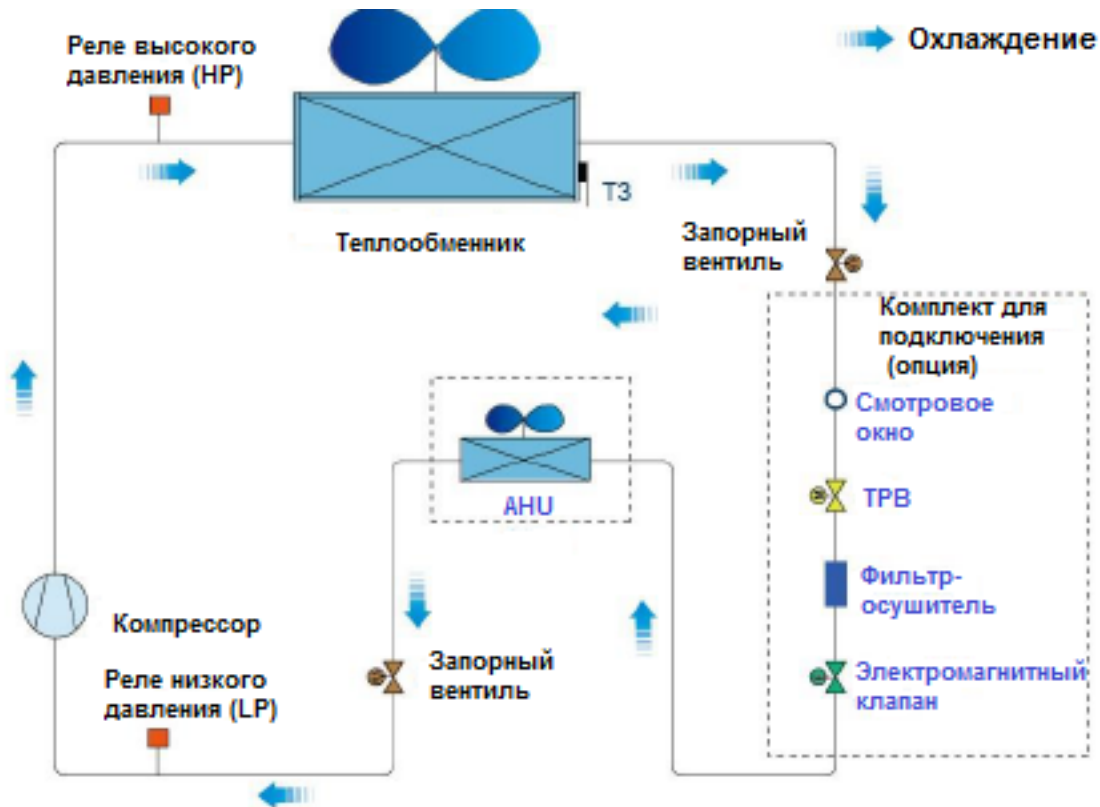 Реле высокого
давления (HP)
Охлаждение
T3
Теплообменник
Запорный
вентиль
Комплект для
подключения
(опция)
Смотровое
окно
AHU
ТРВ
Фильтр-
осушитель
Компрессор
Запорный
вентиль
Электромагнитный
клапан
Реле низкого
давления (LP)